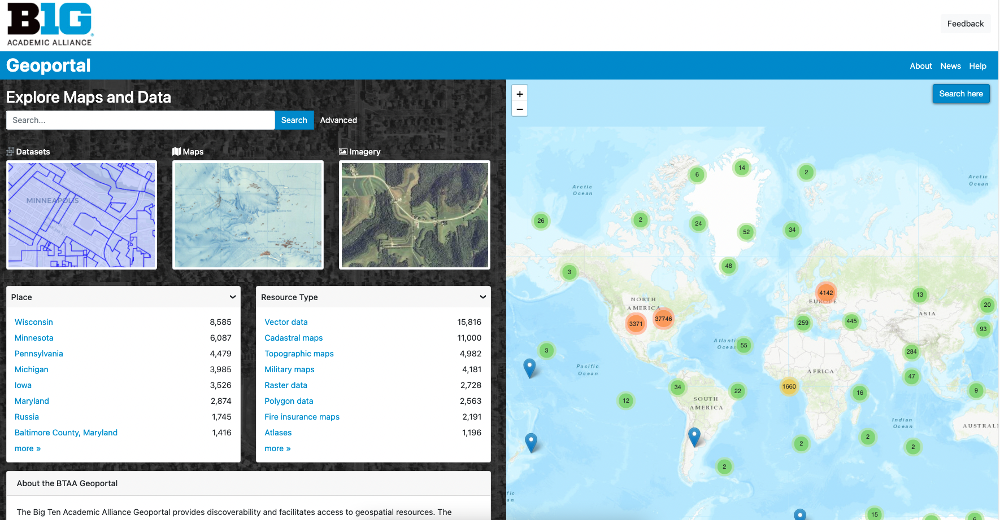 B1G
ACADEMIC ALLIANCE
Feedback
Geoportal
About News Help
Explore Maps and Data
Search...
Search
Advanced
Datasets
Maps
Imagery
MINNEAPOLIS
Place
Wisconsin 8,585
Minnesota 6,087
Pennsylvania 4,479
Michigan 3,985
Iowa 3,526
Maryland 2,874
Russia 1,745
Baltimore County, Maryland 1,416
more »
Resource Type
Vector data 15,816
Cadastral maps 11,000
Topographic maps 4,982
Military maps 4,181
Raster data 2,728
Polygon data 2,563
Fire insurance maps 2,191
Atlases 1,196
more »
About the BTAA Geoportal
The Big Ten Academic Alliance Geoportal provides discoverability and facilitates access to geospatial resources. The
+
−
Search here
14
2
6
Arctic
Ocean
Arctic
Ocean
26
2
24
52
34
48
3
4142
13
NORTH
AMERICA
EUROPE
20
ASIA
3371
37746
259
445
93
Atlantic
Ocean
55
3
284
Pacific
Ocean
AFRICA
47
34
22
1660
16
9
12
SOUTH
AMERICA
Indian
Ocean
AUSTRALI
2
2
2
2
fic
an
15
6